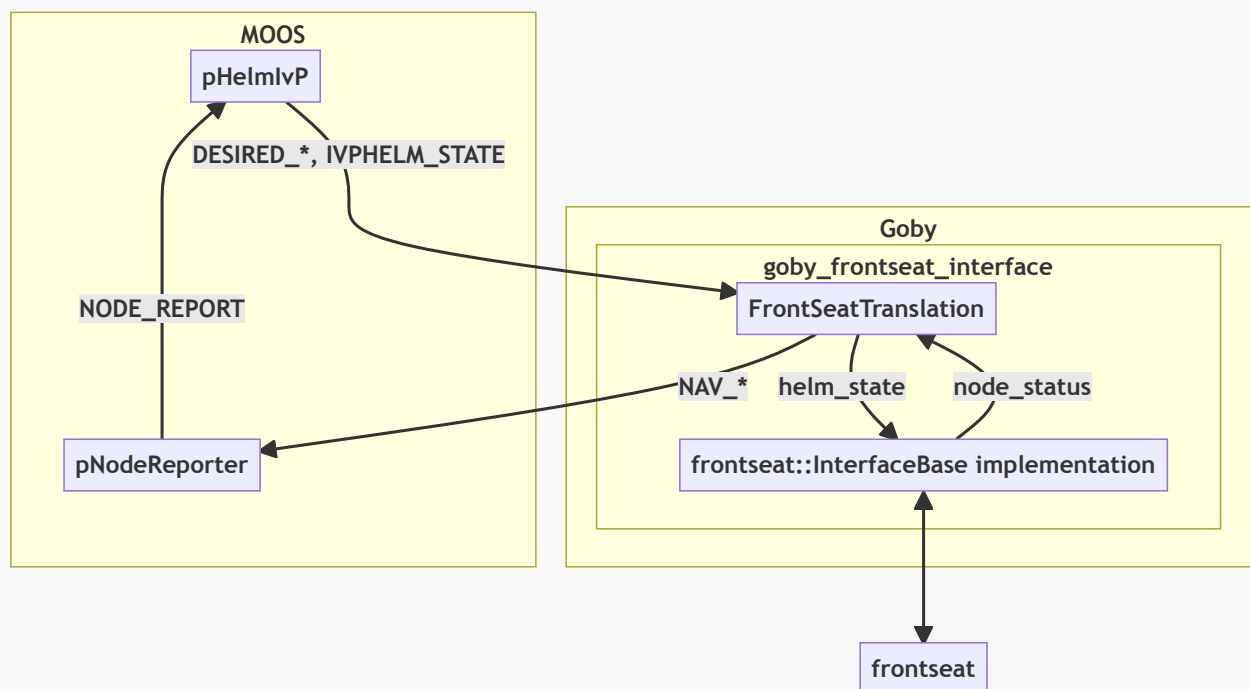 MOOS
pHelmIvP
DESIRED_*, IVPHELM_STATE
Goby
goby_frontseat_interface
NODE_REPORT
FrontSeatTranslation
NAV_*
helm_state
node_status
pNodeReporter
frontseat::InterfaceBase implementation
frontseat